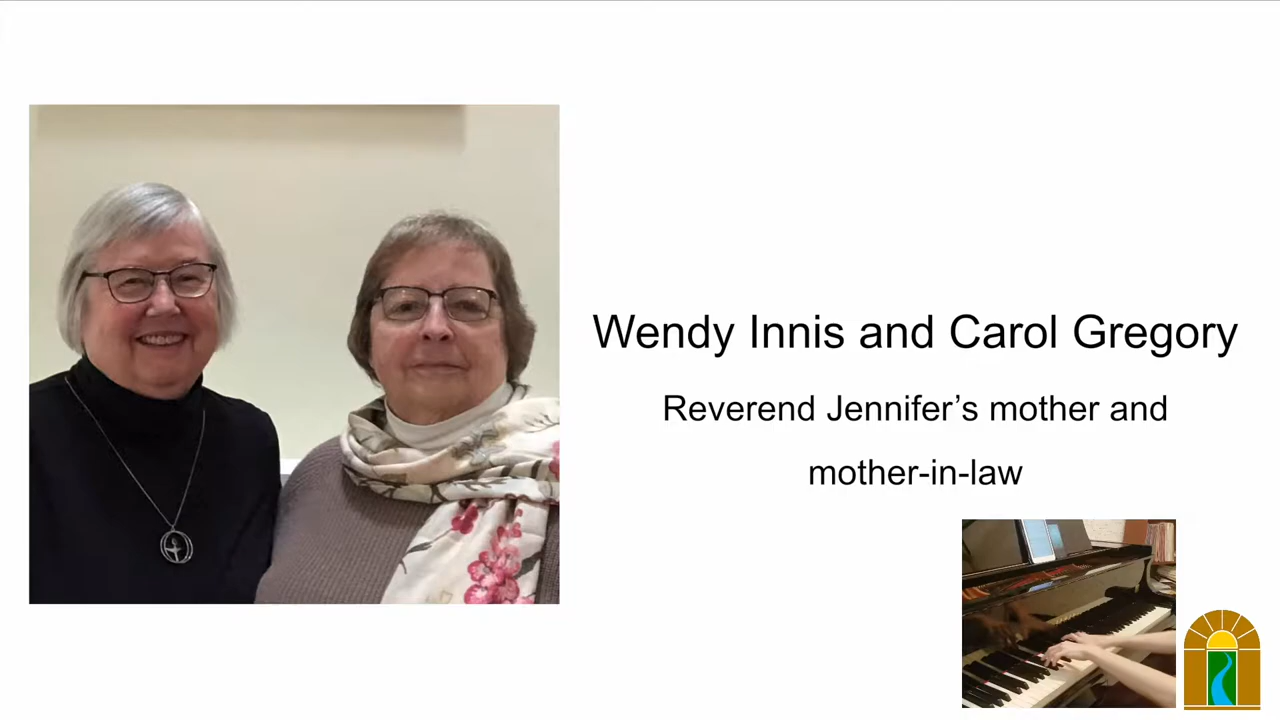 Wendy Innis and Carol Gregory
Reverend Jennifer’s mother and
mother-in-law